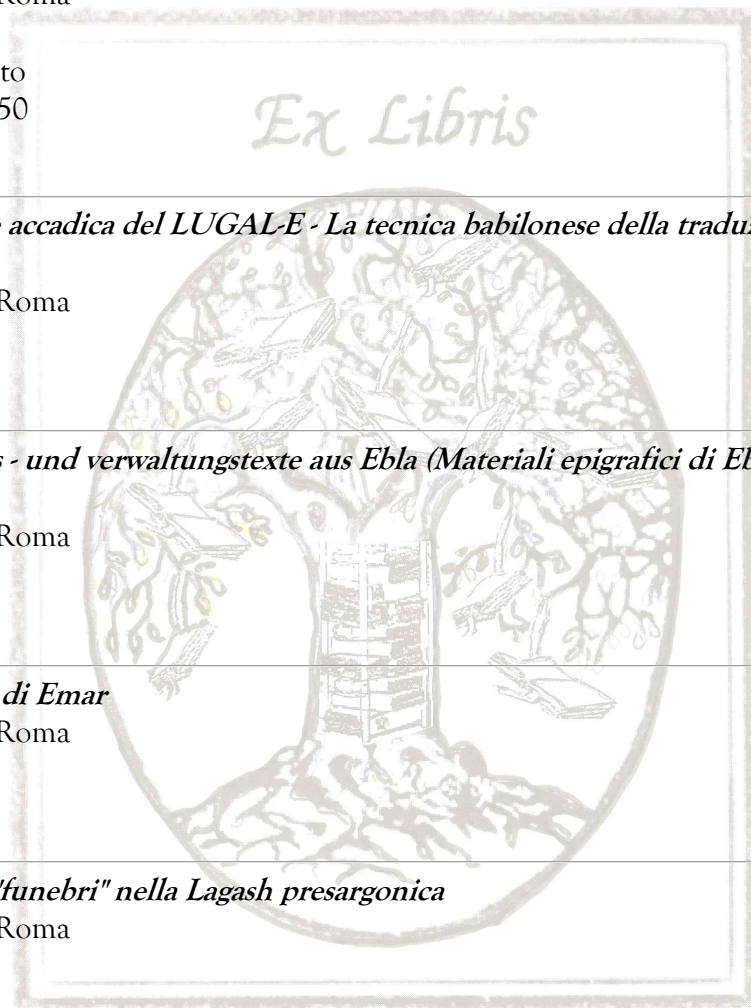 Roma
to
50
Ex Libris
accadica del LUGAL-E - La tecnica babilonese della tradu
Roma
- und verwaltungstexte aus Ebla (Materiali epigrafici di Eb
Roma
di Emar
Roma
"funebri" nella Lagash presargonica
Roma